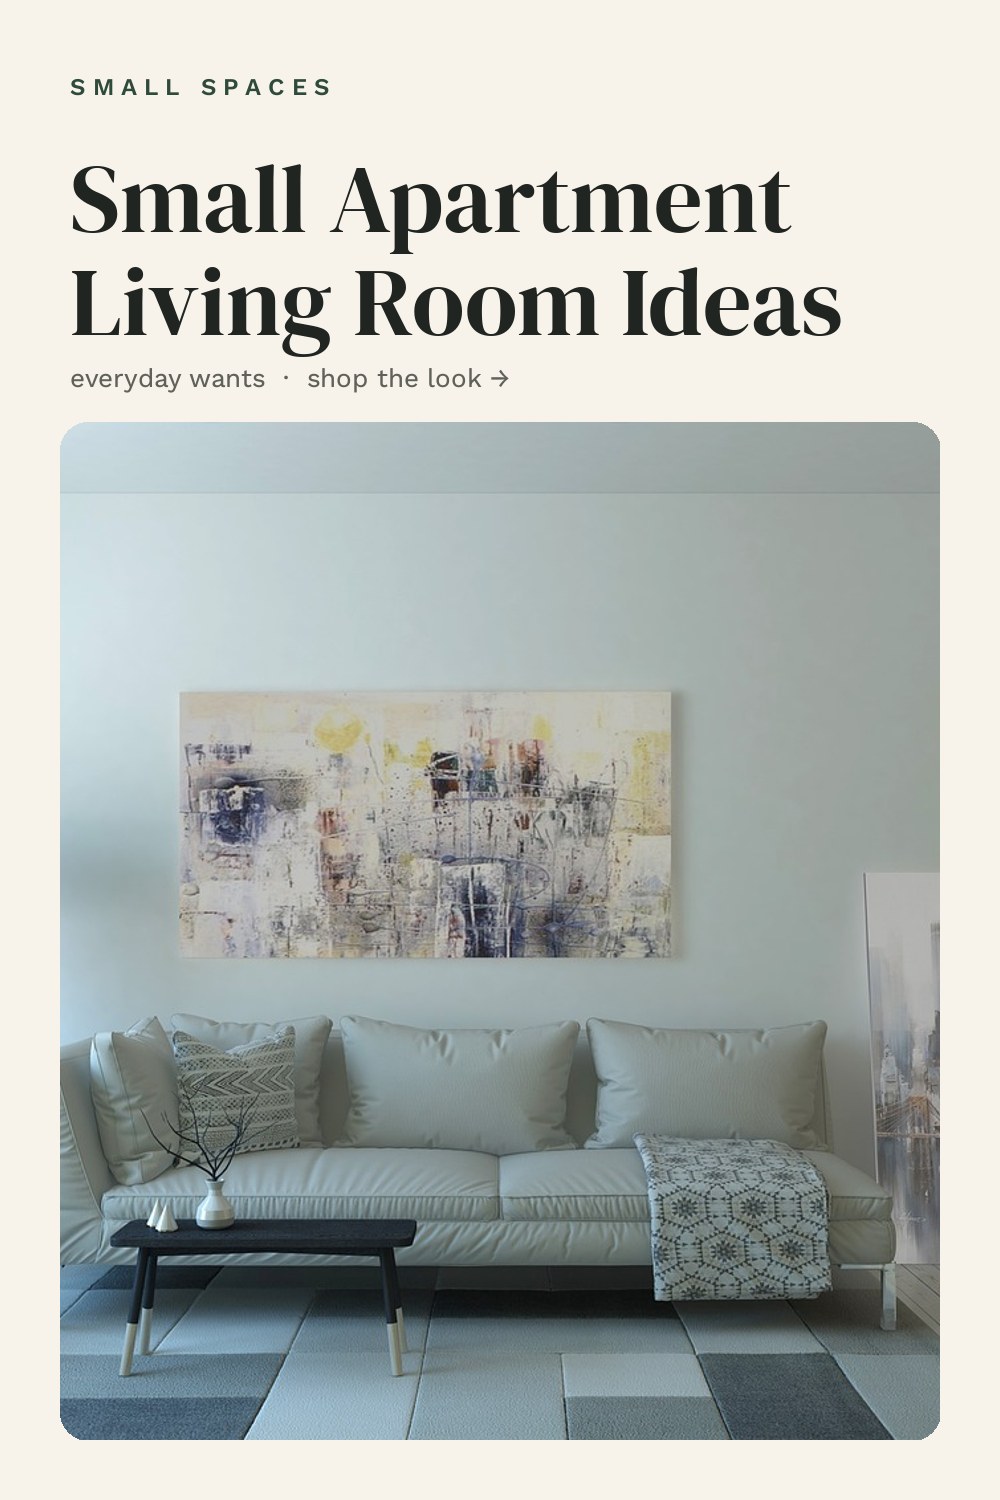 SMALL SPACES
Small Apartment
Living Room Ideas
everyday wants · shop the look →